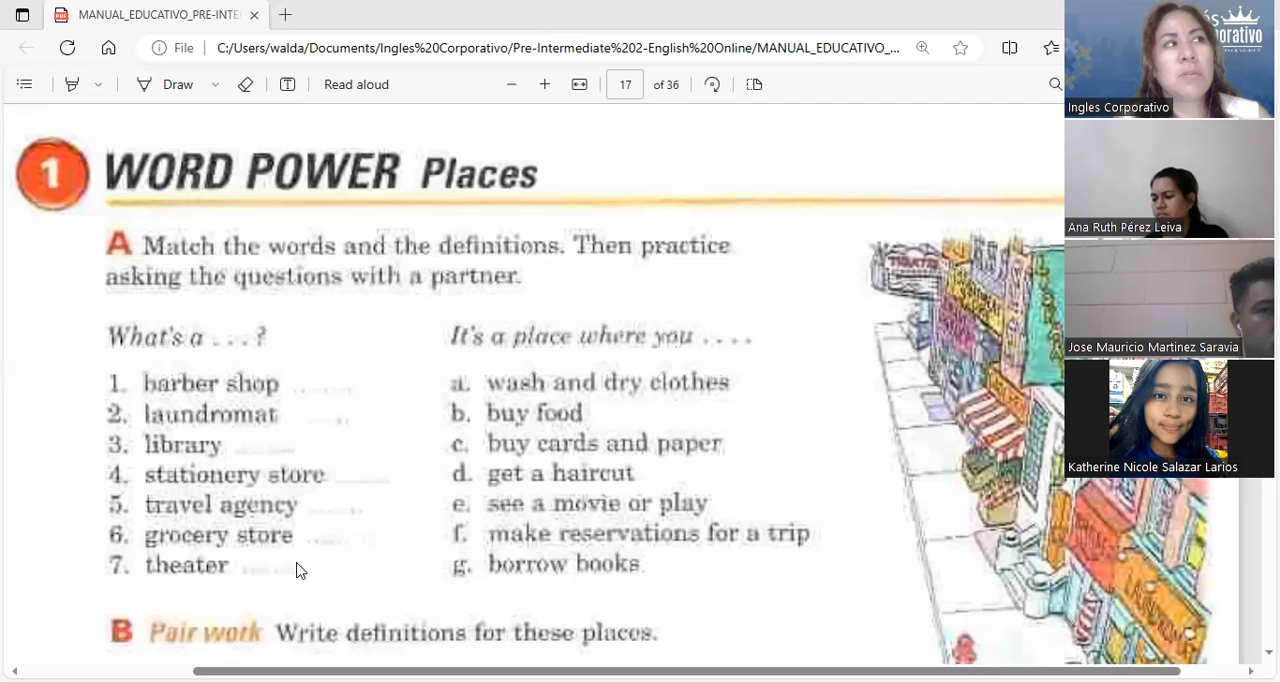 MANUAL_EDUCATIVO_PRE-INTE
File
C:/Users/walda/Documents/Ingles%20Corporativo/Pre-Intermediate%202-English%20Online/MANUAL_EDUCATIVO_...
Draw
Read aloud
17 of 36
1 WORD POWER Places
A Match the words and the definitions. Then practice
asking the questions with a partner.
What's a . . . ?
1. barber shop ........
2. laundromat ........
3. library ........
4. stationery store ........
5. travel agency ........
6. grocery store ........
7. theater ........
It's a place where you . . . .
a. wash and dry clothes
b. buy food
c. buy cards and paper
d. get a haircut
e. see a movie or play
f. make reservations for a trip
g. borrow books
B Pair work Write definitions for these places.
THEATER
Ingles Corporativo
Ana Ruth Pérez Leiva
Jose Mauricio Martinez Saravia
Katherine Nicole Salazar Larios